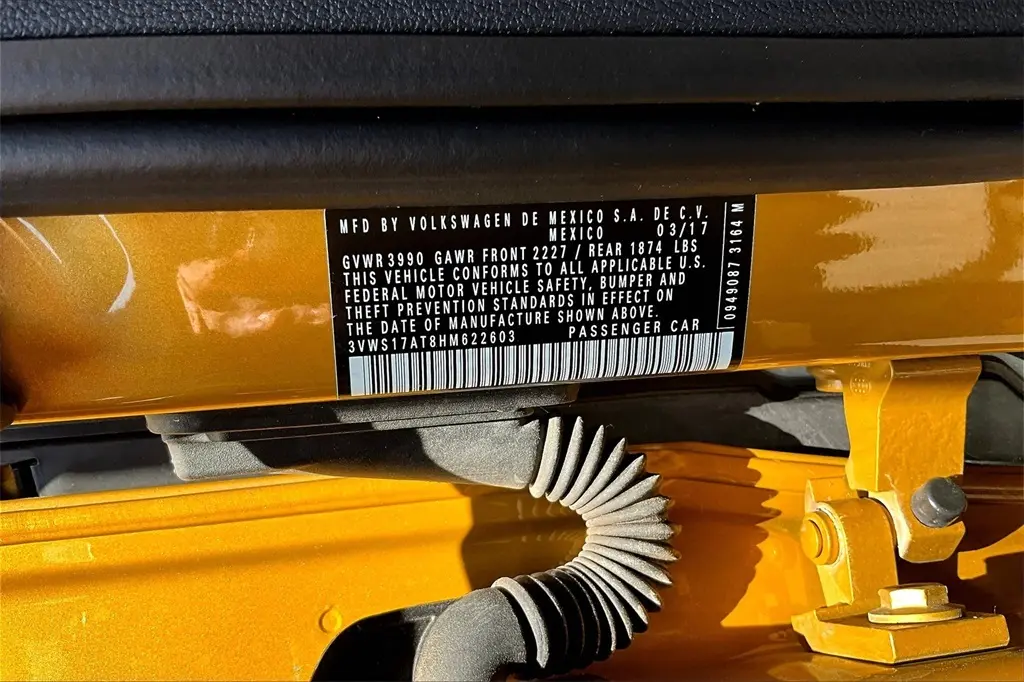 MFD BY VOLKSWAGEN DE MEXICO S.A. DE C.V.
MEXICO 03/17
GVWR 3990 GAWR FRONT 2227 / REAR 1874 LBS
THIS VEHICLE CONFORMS TO ALL APPLICABLE U.S.
FEDERAL MOTOR VEHICLE SAFETY, BUMPER AND
THEFT PREVENTION STANDARDS IN EFFECT ON
THE DATE OF MANUFACTURE SHOWN ABOVE.
3VWS17AT8HM622603 PASSENGER CAR
0949087 3164 M